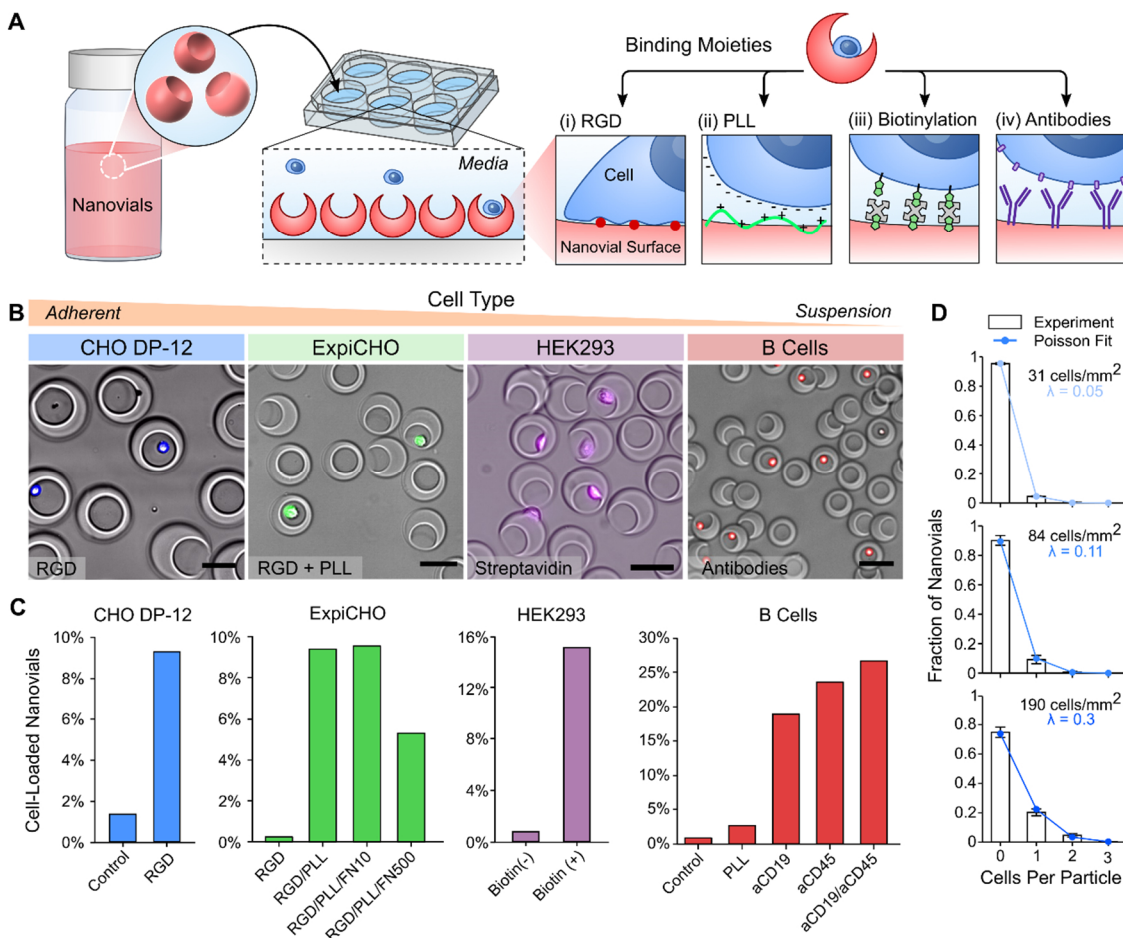 A
Nanovials
Media
Binding Moieties
(i) RGD
(ii) PLL
(iii) Biotinylation
(iv) Antibodies
Cell
Nanovial Surface
- - - - - - - - - - -
+ + + + +
B
Adherent
Cell Type
Suspension
CHO DP-12
ExpiCHO
HEK293
B Cells
RGD
RGD + PLL
Streptavidin
Antibodies
C
Cell-Loaded Nanovials
CHO DP-12
10%
8%
6%
4%
2%
0%
Control
RGD
ExpiCHO
10%
8%
6%
4%
2%
0%
RGD
RGD/PLL
RGD/PLL/FN10
RGD/PLL/FN500
HEK293
16%
12%
8%
4%
0%
Biotin(-)
Biotin (+)
B Cells
30%
25%
20%
15%
10%
5%
0%
Control
PLL
aCD19
aCD45
aCD19/aCD45
D
Experiment
Poisson Fit
Fraction of Nanovials
1
0.8
0.6
0.4
0.2
0
31 cells/mm²
λ = 0.05
1
0.8
0.6
0.4
0.2
0
84 cells/mm²
λ = 0.11
1
0.8
0.6
0.4
0.2
0
190 cells/mm²
λ = 0.3
0 1 2 3
Cells Per Particle